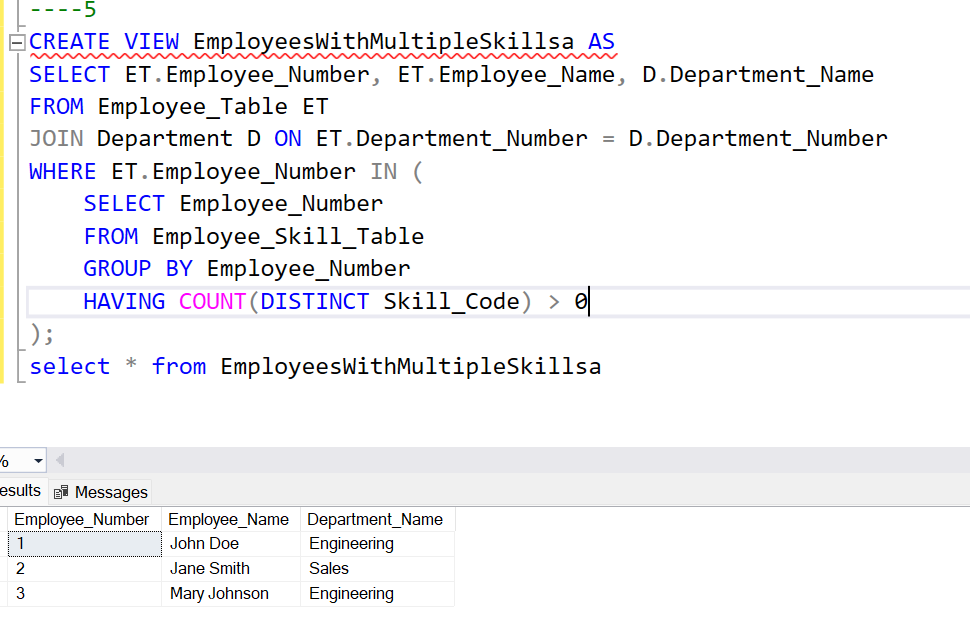 ----5
CREATE VIEW EmployeesWithMultipleSkillsa AS
SELECT ET.Employee_Number, ET.Employee_Name, D.Department_Name
FROM Employee_Table ET
JOIN Department D ON ET.Department_Number = D.Department_Number
WHERE ET.Employee_Number IN (
    SELECT Employee_Number
    FROM Employee_Skill_Table
    GROUP BY Employee_Number
    HAVING COUNT(DISTINCT Skill_Code) > 0
);
select * from EmployeesWithMultipleSkillsa
%
esults Messages
Employee_Number Employee_Name Department_Name
1 John Doe Engineering
2 Jane Smith Sales
3 Mary Johnson Engineering